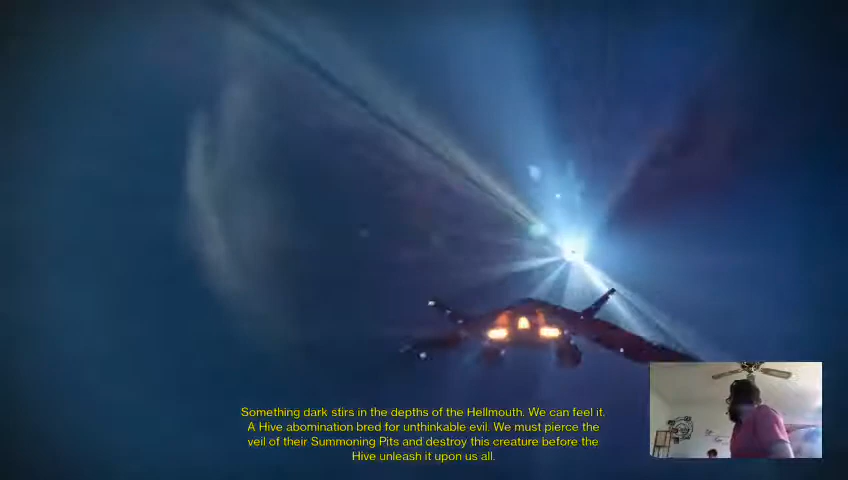 Something dark stirs in the depths of the Hellmouth. We can feel it.
A Hive abomination bred for unthinkable evil. We must pierce the
veil of their Summoning Pits and destroy this creature before the
Hive unleash it upon us all.